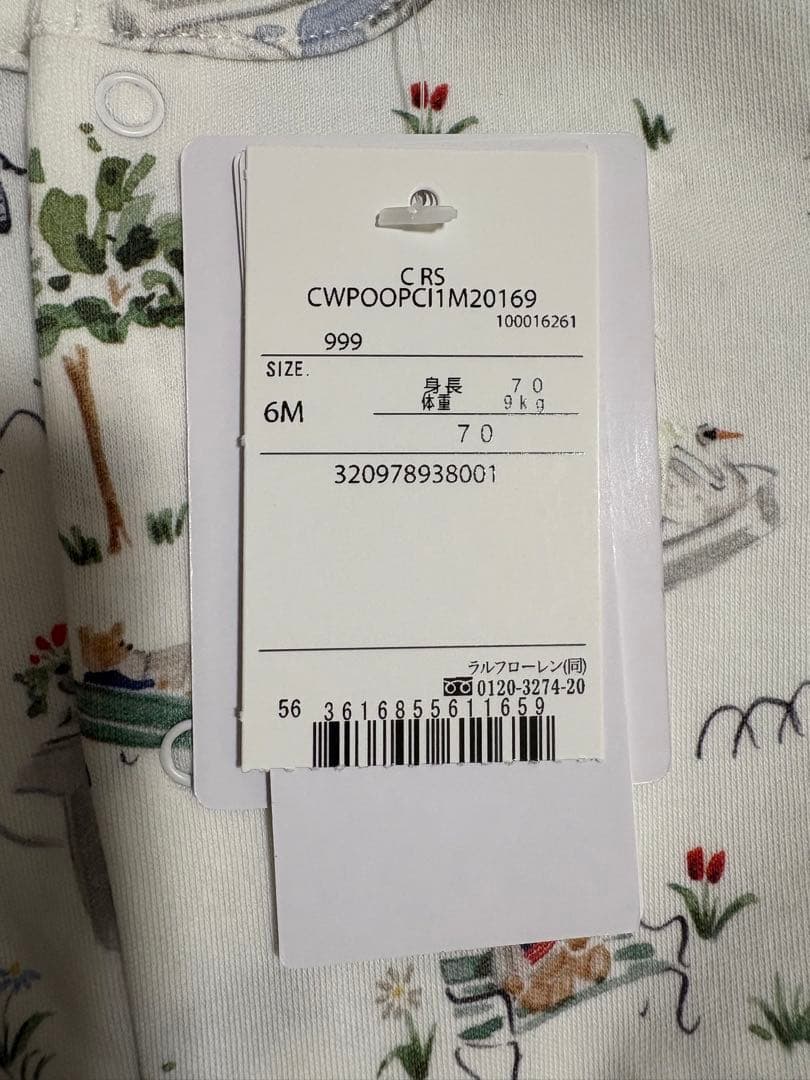 C RS
CWPOOPCI1M20169
100016261
999
SIZE.
6M
身長 70
体重 9kg
70
320978938001
ラルフローレン(同)
0120-3274-20
56 3616855611659